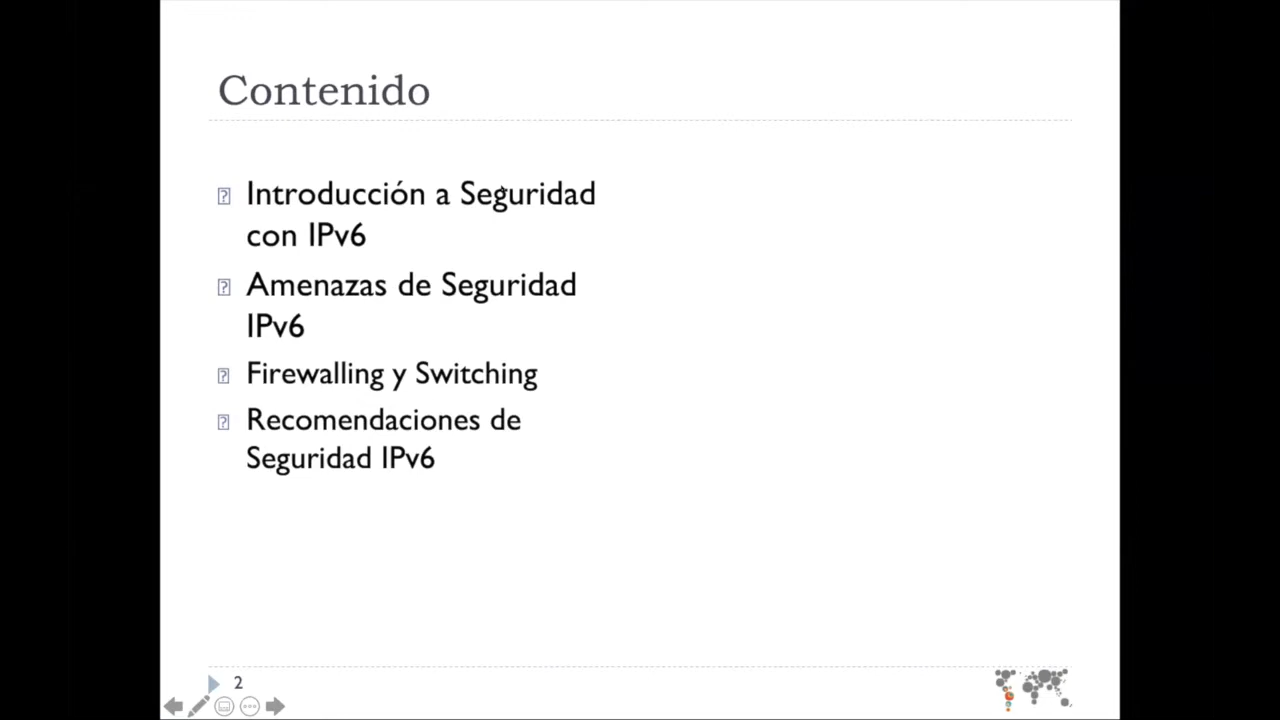 Contenido
Introducción a Seguridad
con IPv6
Amenazas de Seguridad
IPv6
Firewalling y Switching
Recomendaciones de
Seguridad IPv6
2